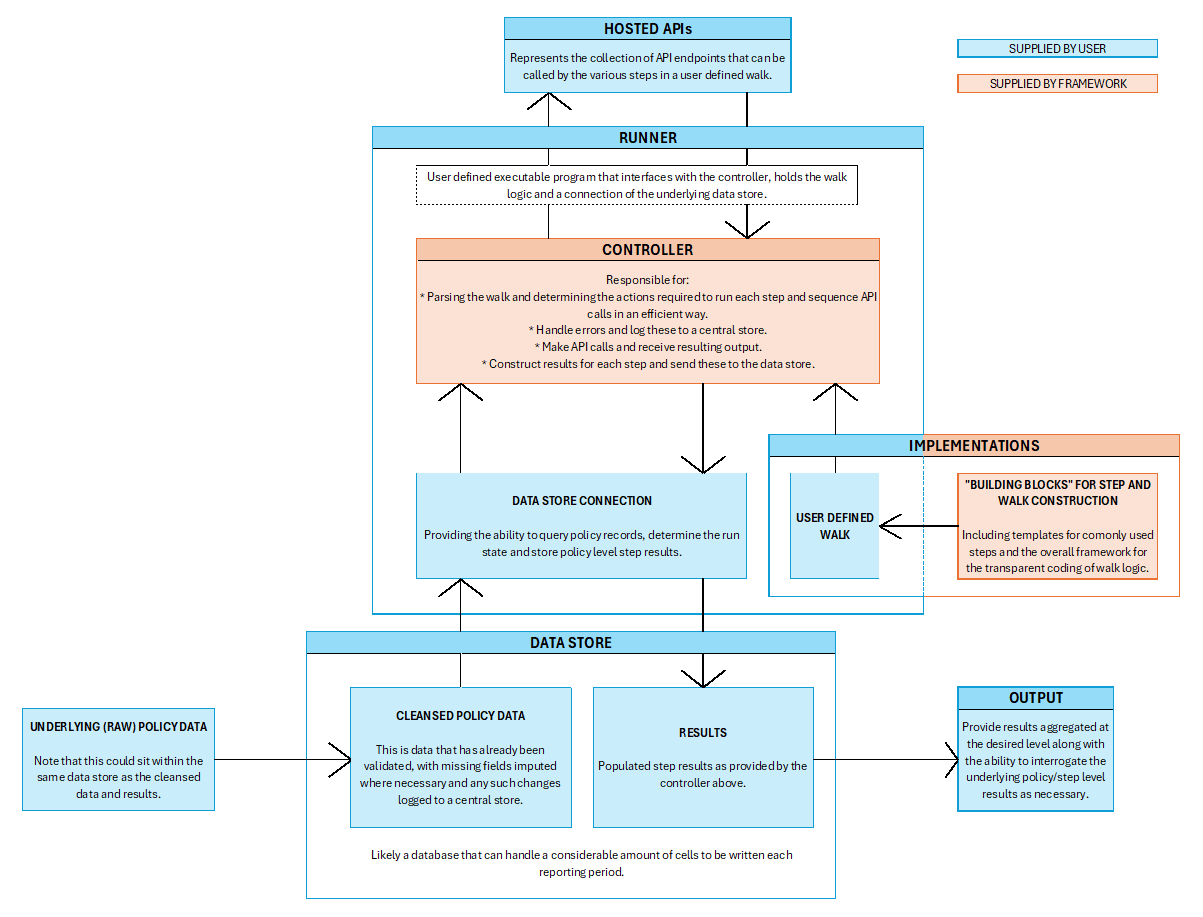 HOSTED APIs
Represents the collection of API endpoints that can be
called by the various steps in a user defined walk.
SUPPLIED BY USER
SUPPLIED BY FRAMEWORK
RUNNER
User defined executable program that interfaces with the controller, holds the walk
logic and a connection of the underlying data store.
CONTROLLER
Responsible for:
* Parsing the walk and determining the actions required to run each step and sequence API
calls in an efficient way.
* Handle errors and log these to a central store.
* Make API calls and receive resulting output.
* Construct results for each step and send these to the data store.
IMPLEMENTATIONS
DATA STORE CONNECTION
Providing the ability to query policy records, determine the run
state and store policy level step results.
USER DEFINED
WALK
"BUILDING BLOCKS" FOR STEP AND
WALK CONSTRUCTION
Including templates for comonly used
steps and the overall framework for
the transparent coding of walk logic.
DATA STORE
UNDERLYING (RAW) POLICY DATA
Note that this could sit within the
same data store as the cleansed
data and results.
CLEANSED POLICY DATA
This is data that has already been
validated, with missing fields imputed
where necessary and any such changes
logged to a central store.
RESULTS
Populated step results as provided by the
controller above.
OUTPUT
Provide results aggregated at
the desired level along with
the ability to interrogate the
underlying policy/step level
results as necessary.
Likely a database that can handle a considerable amount of cells to be written each
reporting period.